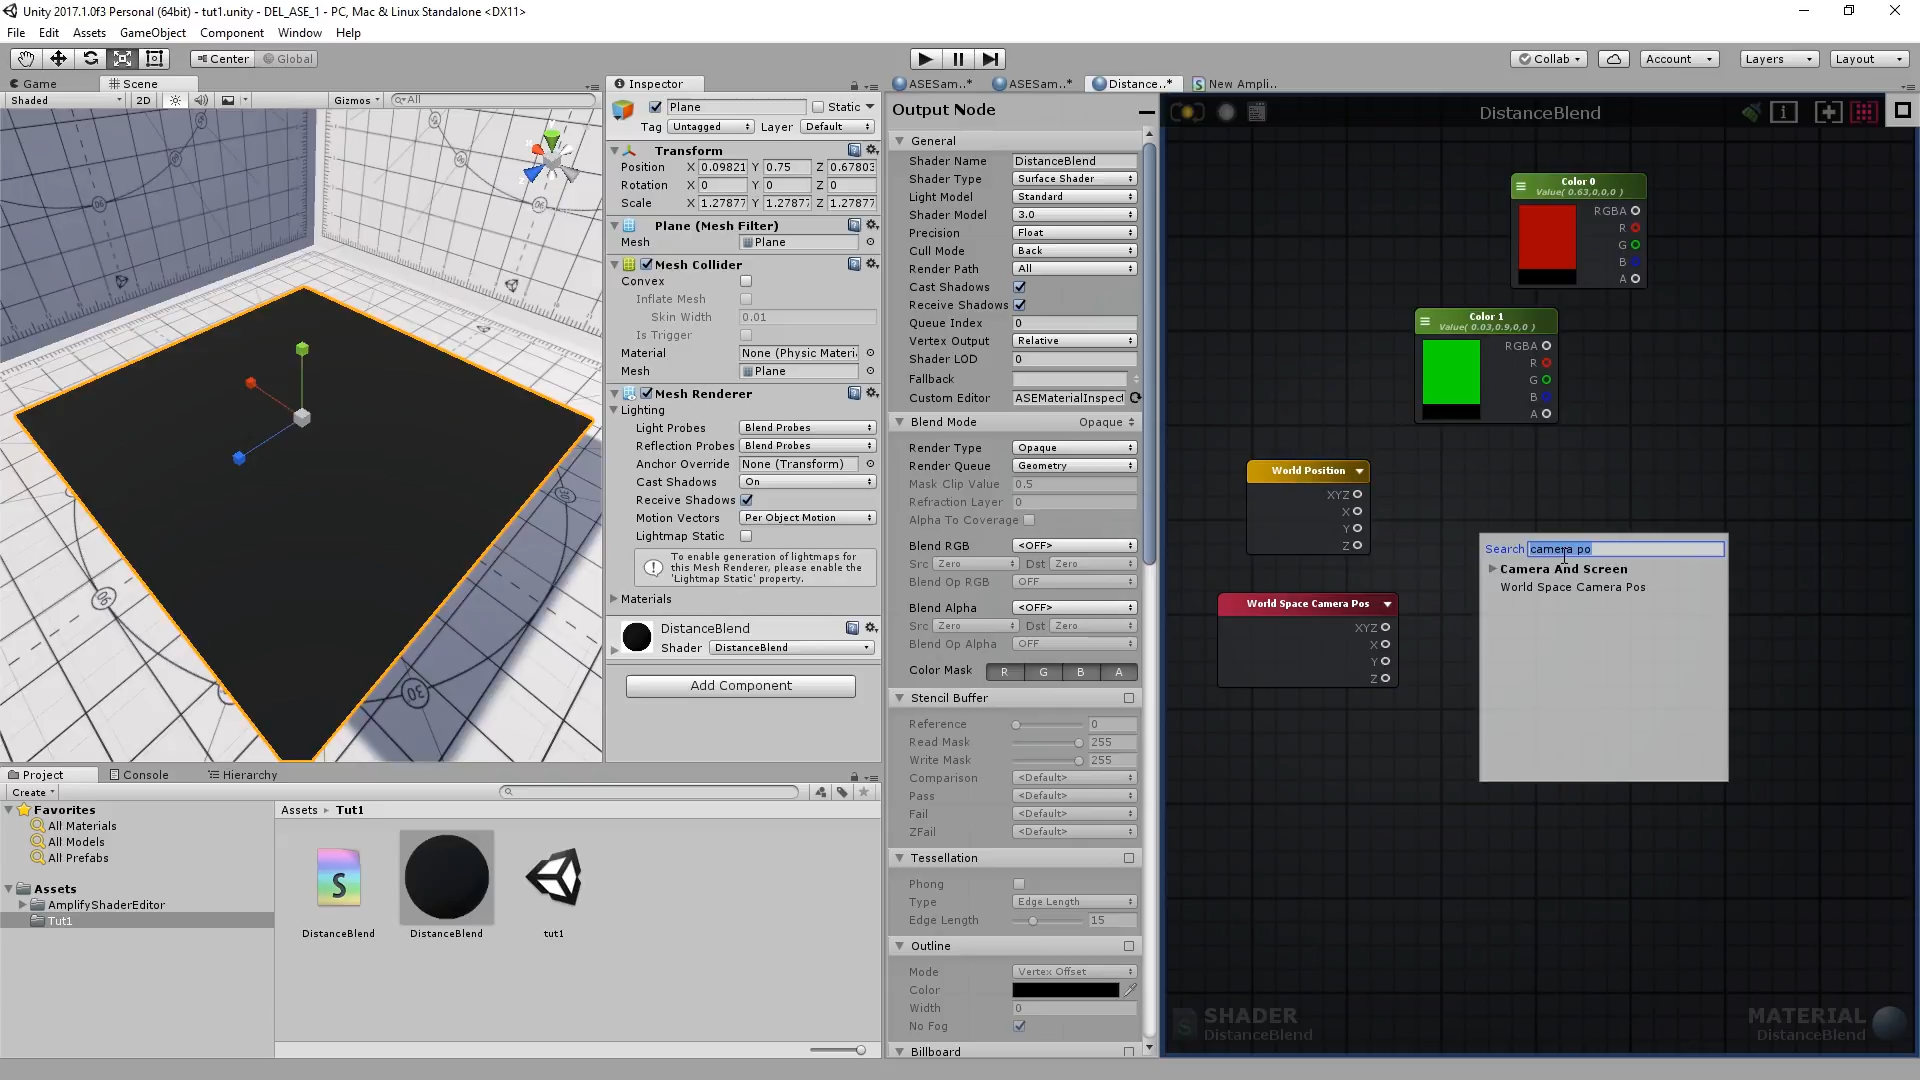 Unity 2017.1.0f3 Personal (64bit) - tut1.unity - DEL_ASE_1 - PC, Mac & Linux Standalone <DX11>
File Edit Assets GameObject Component Window Help
Center Global
Collab Account Layers Layout
Game Scene
Shaded 2D Gizmos All
Inspector
Plane Static
Tag Untagged Layer Default
Transform
Position X 0.09821 Y 0.75 Z 0.67803
Rotation X 0 Y 0 Z 0
Scale X 1.27877 Y 1.27877 Z 1.27877
Plane (Mesh Filter)
Mesh Plane
Mesh Collider
Convex
Inflate Mesh
Skin Width 0.01
Is Trigger
Material None (Physic Materi
Mesh Plane
Mesh Renderer
Lighting
Light Probes Blend Probes
Reflection Probes Blend Probes
Anchor Override None (Transform)
Cast Shadows On
Receive Shadows
Motion Vectors Per Object Motion
Lightmap Static
To enable generation of lightmaps for
this Mesh Renderer, please enable the
'Lightmap Static' property.
Materials
DistanceBlend
Shader DistanceBlend
Add Component
ASESam..* ASESam..* Distance..* New Ampli..
Output Node
General
Shader Name DistanceBlend
Shader Type Surface Shader
Light Model Standard
Shader Model 3.0
Precision Float
Cull Mode Back
Render Path All
Cast Shadows
Receive Shadows
Queue Index 0
Vertex Output Relative
Shader LOD 0
Fallback
Custom Editor ASEMaterialInspect
Blend Mode Opaque
Render Type Opaque
Render Queue Geometry
Mask Clip Value 0.5
Refraction Layer 0
Alpha To Coverage
Blend RGB <OFF>
Src Zero Dst Zero
Blend Op RGB OFF
Blend Alpha <OFF>
Src Zero Dst Zero
Blend Op Alpha OFF
Color Mask R G B A
Stencil Buffer
Reference 0
Read Mask 255
Write Mask 255
Comparison <Default>
Pass <Default>
Fail <Default>
ZFail <Default>
Tessellation
Phong
Type Edge Length
Edge Length 15
Outline
Mode Vertex Offset
Color
Width 0
No Fog
Billboard
DistanceBlend
Color 0
Value( 0.63,0,0,0 )
RGBA
R
G
B
A
Color 1
Value( 0.03,0.9,0,0 )
RGBA
R
G
B
A
World Position
XYZ
X
Y
Z
World Space Camera Pos
XYZ
X
Y
Z
Search camera po
Camera And Screen
World Space Camera Pos
SHADER
DistanceBlend
MATERIAL
DistanceBlend
Project Console Hierarchy
Create
Favorites
All Materials
All Models
All Prefabs
Assets
AmplifyShaderEditor
Tut1
Assets Tut1
DistanceBlend DistanceBlend tut1
90
30